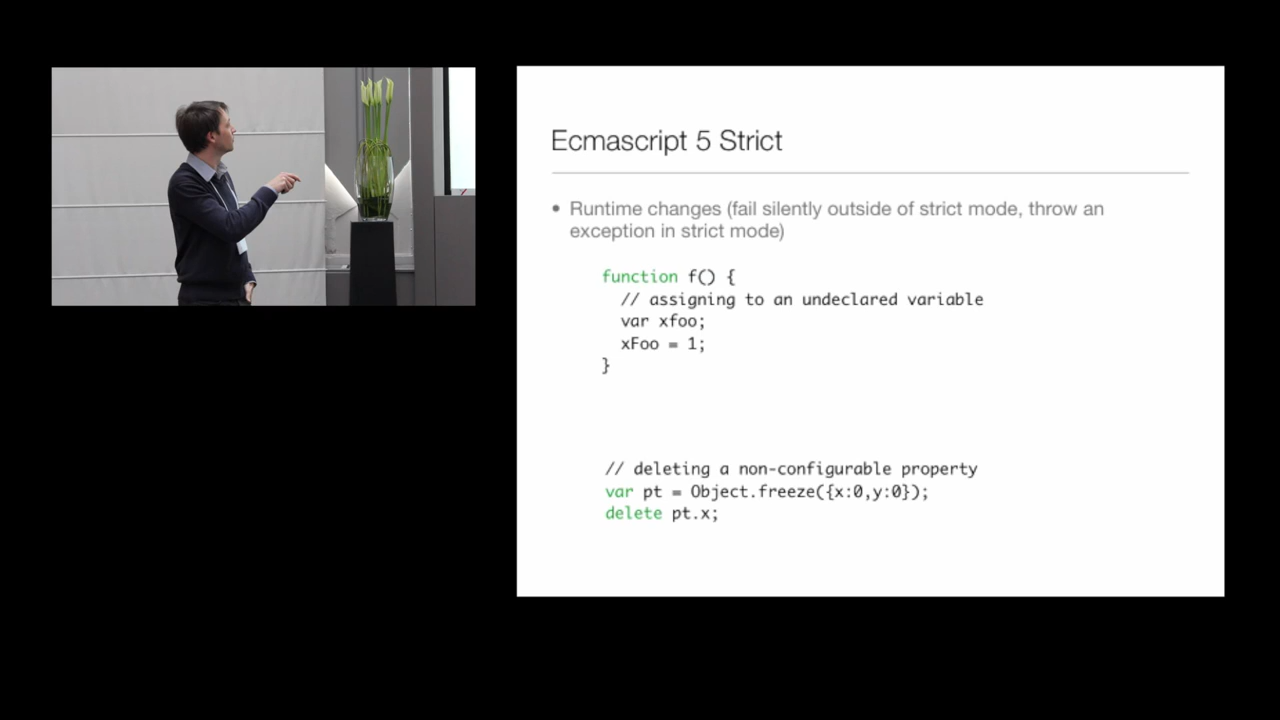 Ecmascript 5 Strict
• Runtime changes (fail silently outside of strict mode, throw an
exception in strict mode)
function f() {
// assigning to an undeclared variable
var xfoo;
xFoo = 1;
}
// deleting a non-configurable property
var pt = Object.freeze({x:0,y:0});
delete pt.x;